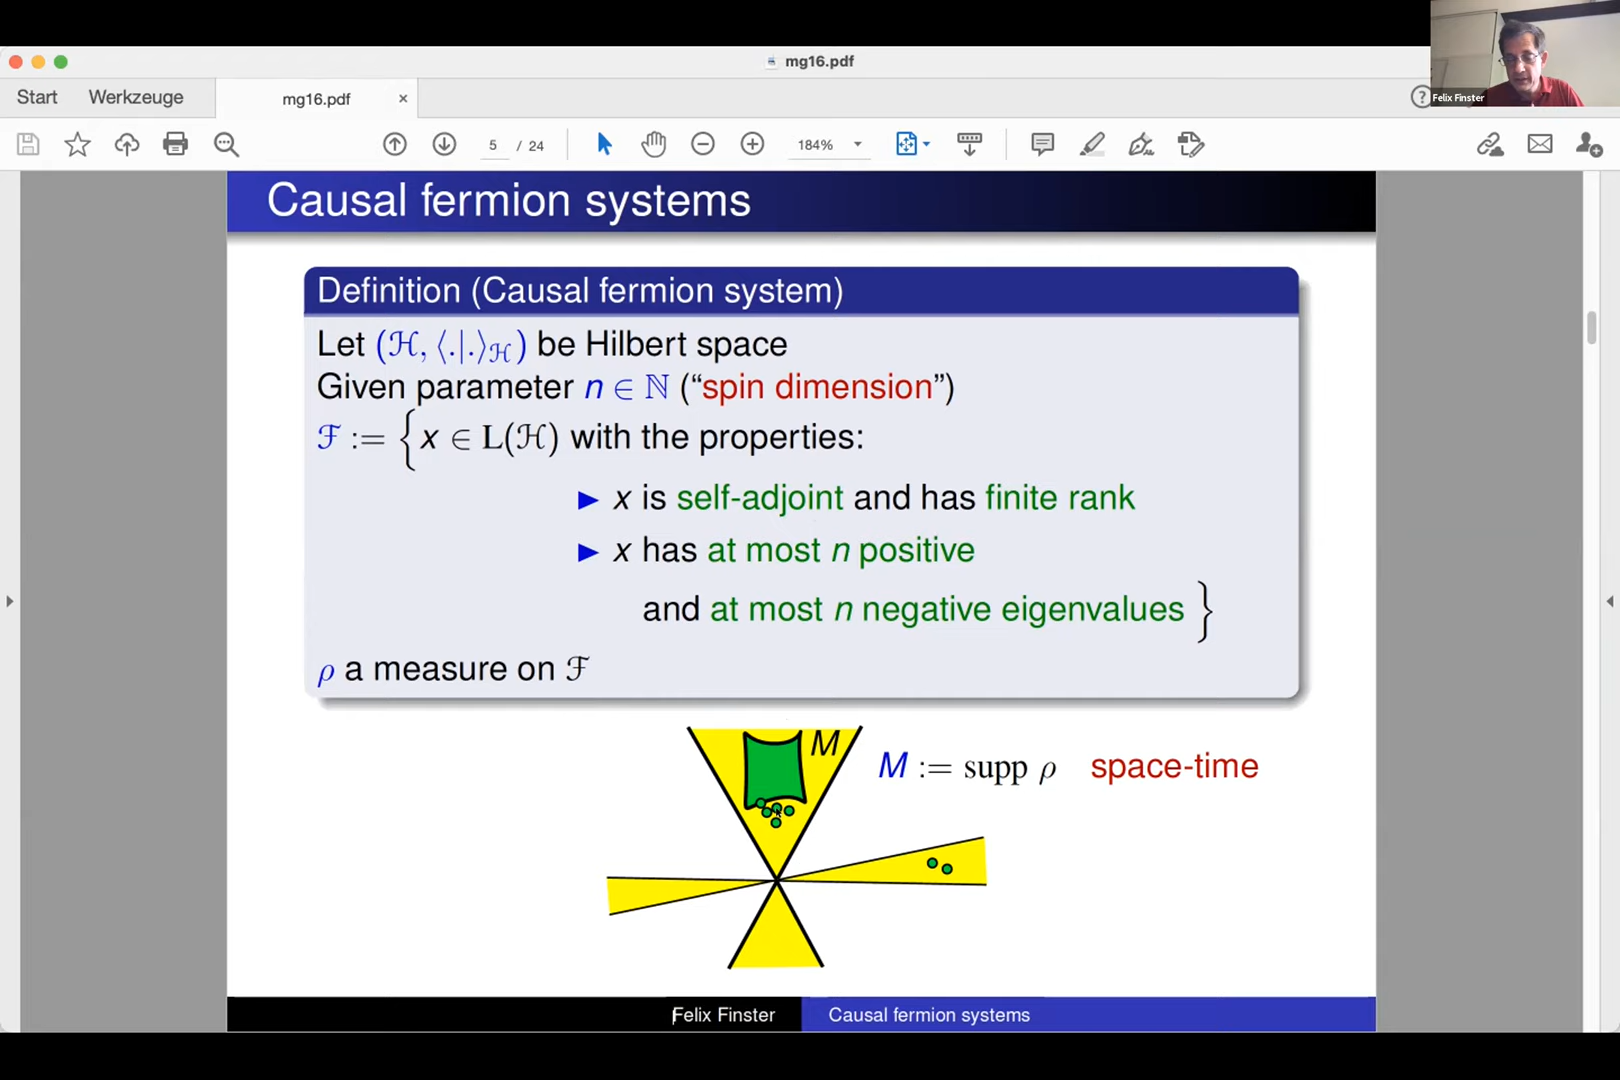 mg16.pdf
Start
Werkzeuge
mg16.pdf
×
?
Felix Finster
5 / 24
184%
Causal fermion systems
Definition (Causal fermion system)
Let (ℋ, ⟨.|.⟩_ℋ) be Hilbert space
Given parameter n ∈ ℕ (“spin dimension”)
ℱ := { x ∈ L(ℋ) with the properties:
▶ x is self-adjoint and has finite rank
▶ x has at most n positive
and at most n negative eigenvalues }
ρ a measure on ℱ
M
M := supp ρ space-time
Felix Finster
Causal fermion systems